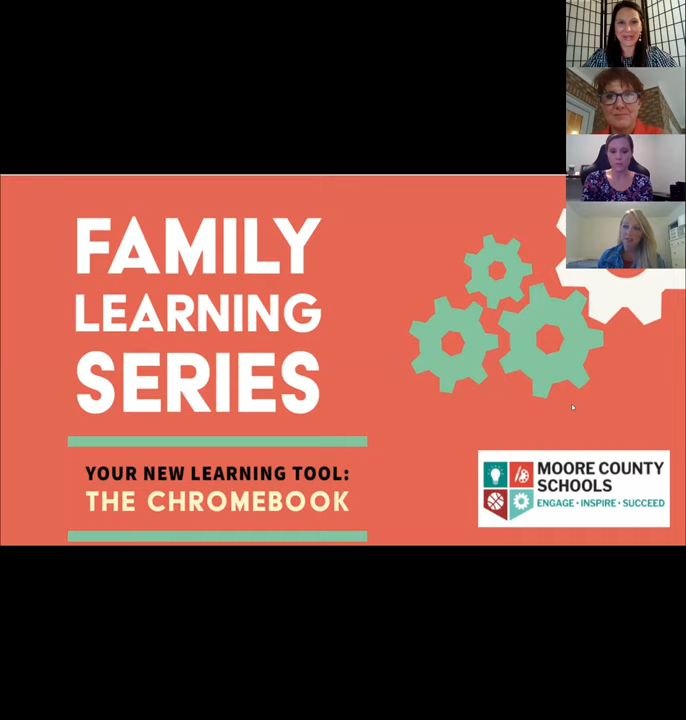 FAMILY
LEARNING
SERIES
YOUR NEW LEARNING TOOL:
THE CHROMEBOOK
MOORE COUNTY
SCHOOLS
ENGAGE • INSPIRE • SUCCEED